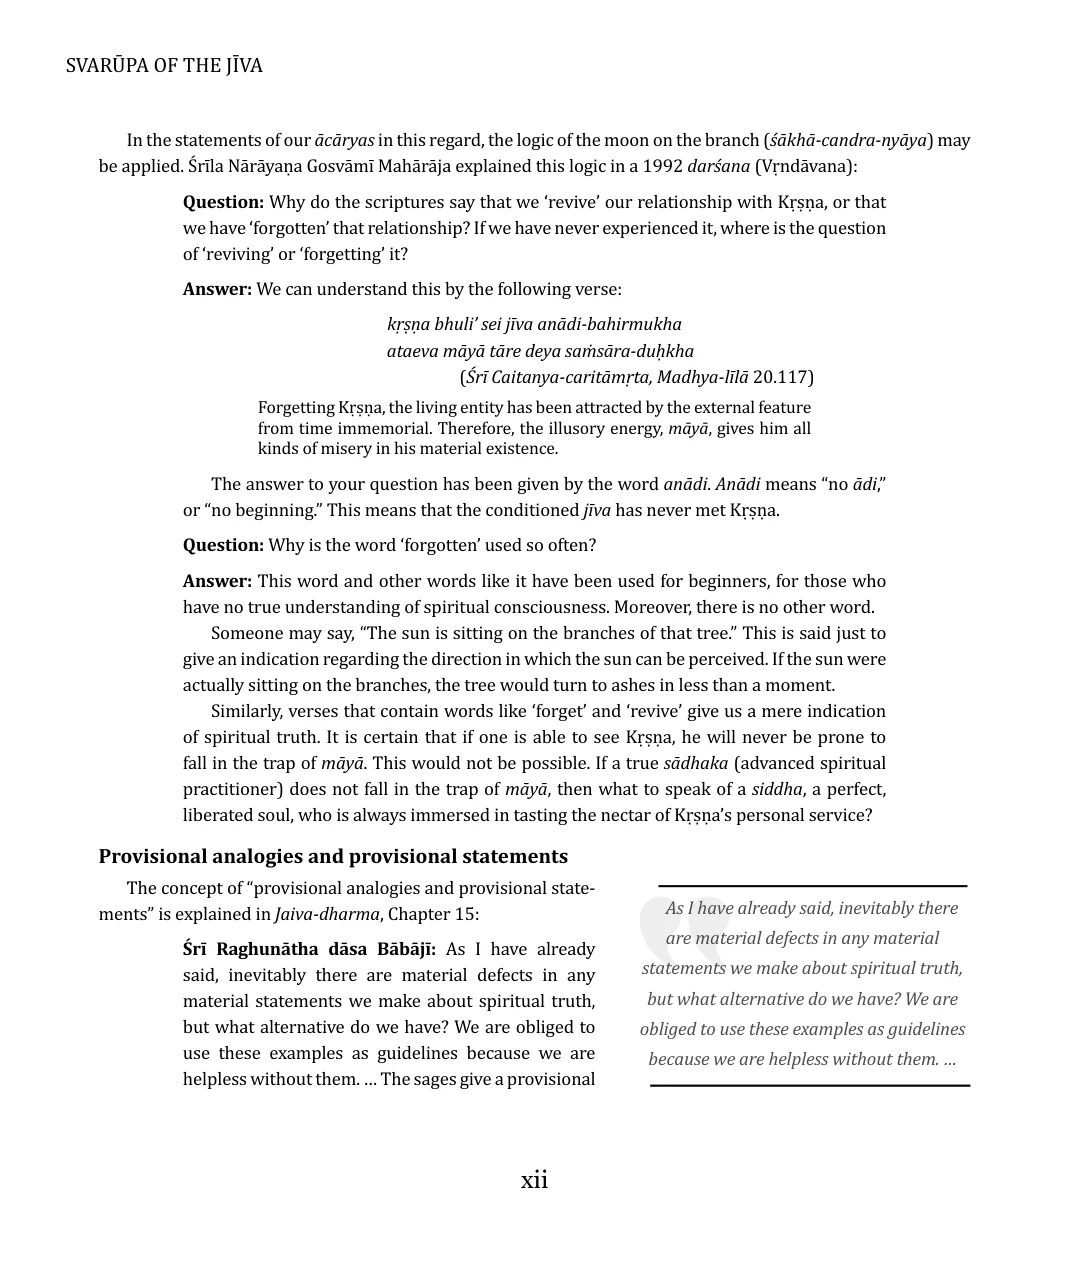 SVARŪPA OF THE JĪVA
In the statements of our ācāryas in this regard, the logic of the moon on the branch (śākhā-candra-nyāya) may
be applied. Śrīla Nārāyaṇa Gosvāmī Mahārāja explained this logic in a 1992 darśana (Vṛndāvana):
Question: Why do the scriptures say that we ‘revive’ our relationship with Kṛṣṇa, or that
we have ‘forgotten’ that relationship? If we have never experienced it, where is the question
of ‘reviving’ or ‘forgetting’ it?
Answer: We can understand this by the following verse:
kṛṣṇa bhuli’ sei jīva anādi-bahirmukha
ataeva māyā tāre deya saṁsāra-duḥkha
(Śrī Caitanya-caritāmṛta, Madhya-līlā 20.117)
Forgetting Kṛṣṇa, the living entity has been attracted by the external feature
from time immemorial. Therefore, the illusory energy, māyā, gives him all
kinds of misery in his material existence.
The answer to your question has been given by the word anādi. Anādi means “no ādi,”
or “no beginning.” This means that the conditioned jīva has never met Kṛṣṇa.
Question: Why is the word ‘forgotten’ used so often?
Answer: This word and other words like it have been used for beginners, for those who
have no true understanding of spiritual consciousness. Moreover, there is no other word.
Someone may say, “The sun is sitting on the branches of that tree.” This is said just to
give an indication regarding the direction in which the sun can be perceived. If the sun were
actually sitting on the branches, the tree would turn to ashes in less than a moment.
Similarly, verses that contain words like ‘forget’ and ‘revive’ give us a mere indication
of spiritual truth. It is certain that if one is able to see Kṛṣṇa, he will never be prone to
fall in the trap of māyā. This would not be possible. If a true sādhaka (advanced spiritual
practitioner) does not fall in the trap of māyā, then what to speak of a siddha, a perfect,
liberated soul, who is always immersed in tasting the nectar of Kṛṣṇa’s personal service?
Provisional analogies and provisional statements
The concept of “provisional analogies and provisional state-
ments” is explained in Jaiva-dharma, Chapter 15:
Śrī Raghunātha dāsa Bābājī: As I have already
said, inevitably there are material defects in any
material statements we make about spiritual truth,
but what alternative do we have? We are obliged to
use these examples as guidelines because we are
helpless without them. ... The sages give a provisional
As I have already said, inevitably there
are material defects in any material
statements we make about spiritual truth,
but what alternative do we have? We are
obliged to use these examples as guidelines
because we are helpless without them. ...
xii